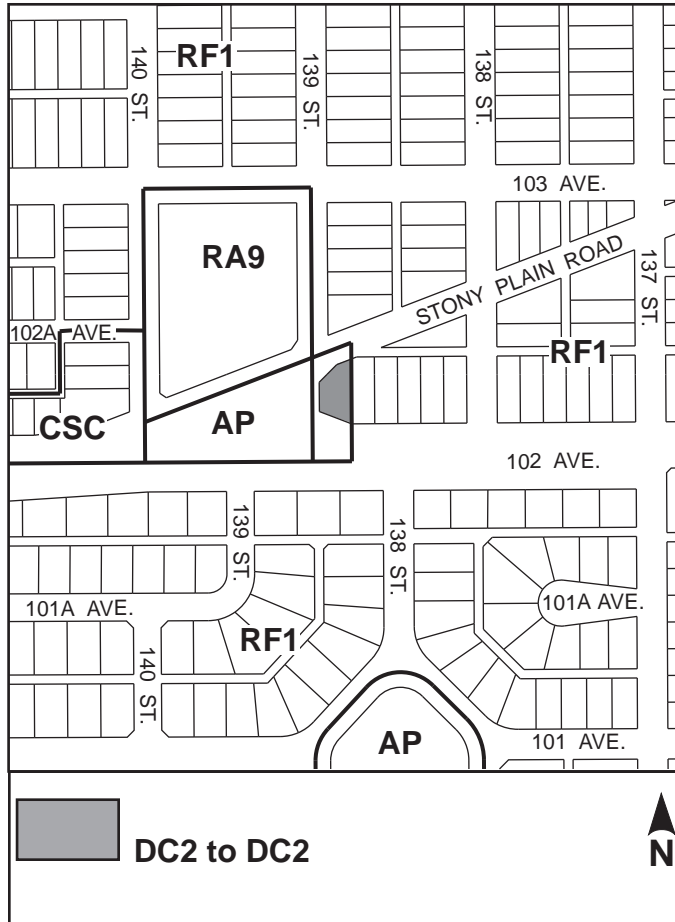 RF1
140 ST.
139 ST.
138 ST.
103 AVE.
RA9
STONY PLAIN ROAD
137 ST.
102A AVE.
RF1
CSC
AP
102 AVE.
139 ST.
138 ST.
101A AVE.
101A AVE.
RF1
140 ST.
AP
101 AVE.
DC2 to DC2
N